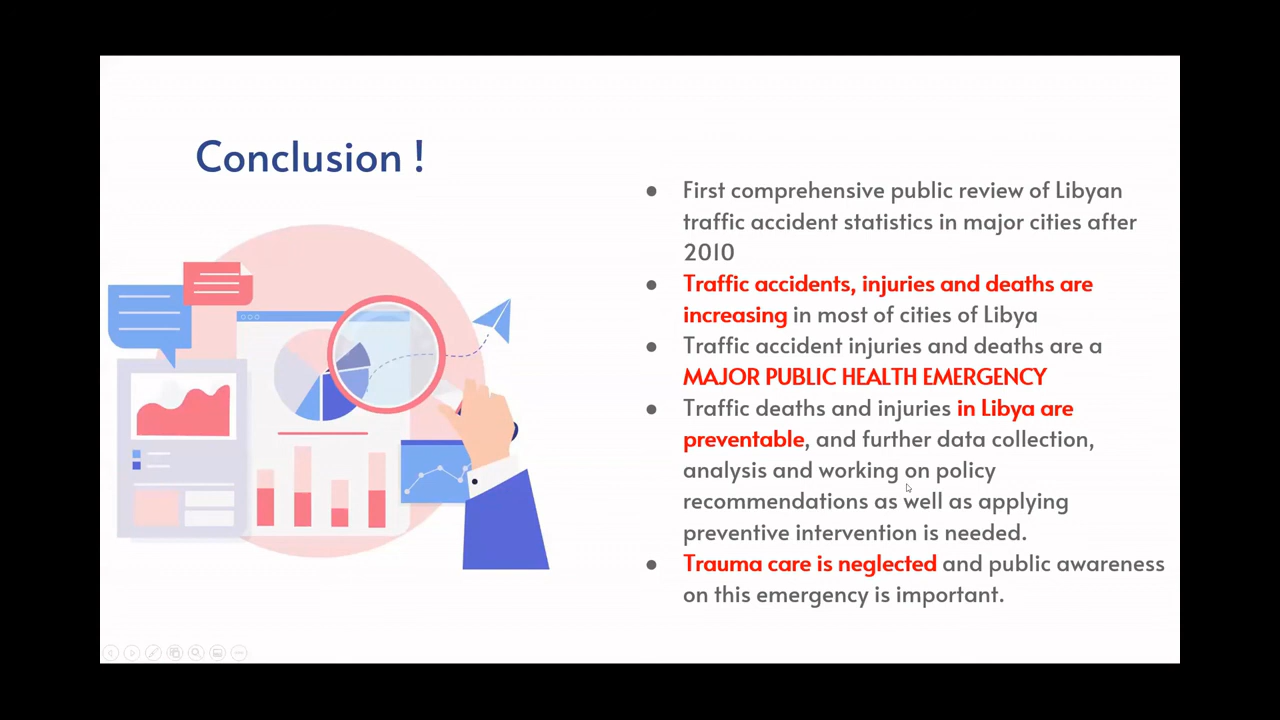 Conclusion !
● First comprehensive public review of Libyan
traffic accident statistics in major cities after
2010
● Traffic accidents, injuries and deaths are
increasing in most of cities of Libya
● Traffic accident injuries and deaths are a
MAJOR PUBLIC HEALTH EMERGENCY
● Traffic deaths and injuries in Libya are
preventable, and further data collection,
analysis and working on policy
recommendations as well as applying
preventive intervention is needed.
● Trauma care is neglected and public awareness
on this emergency is important.